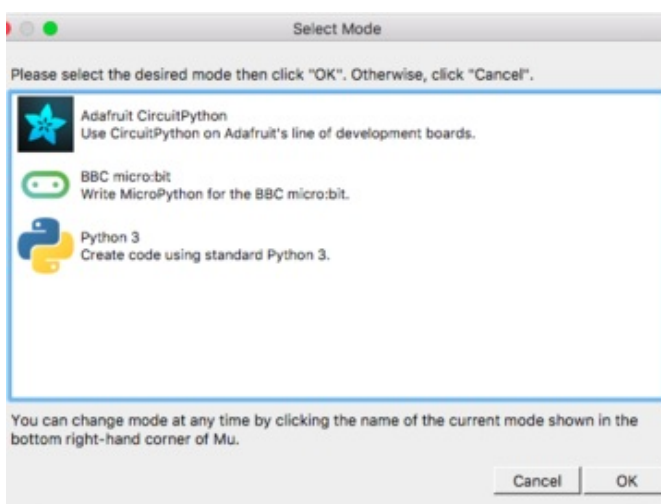 Select Mode
Please select the desired mode then click "OK". Otherwise, click "Cancel".
Adafruit CircuitPython
Use CircuitPython on Adafruit's line of development boards.
BBC micro:bit
Write MicroPython for the BBC micro:bit.
Python 3
Create code using standard Python 3.
You can change mode at any time by clicking the name of the current mode shown in the
bottom right-hand corner of Mu.
Cancel OK